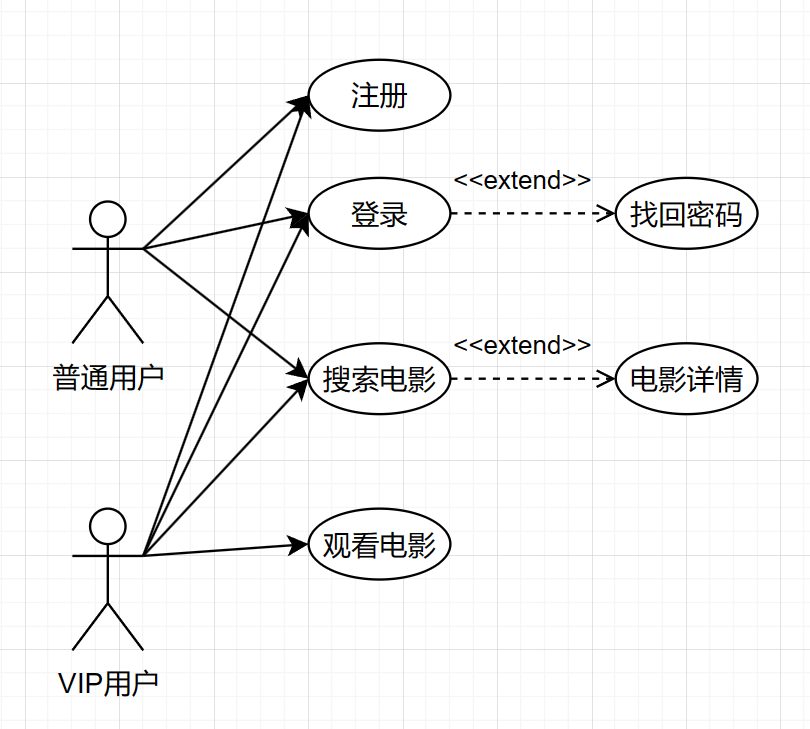 注册
<<extend>>
登录
找回密码
<<extend>>
搜索电影
电影详情
普通用户
观看电影
VIP用户